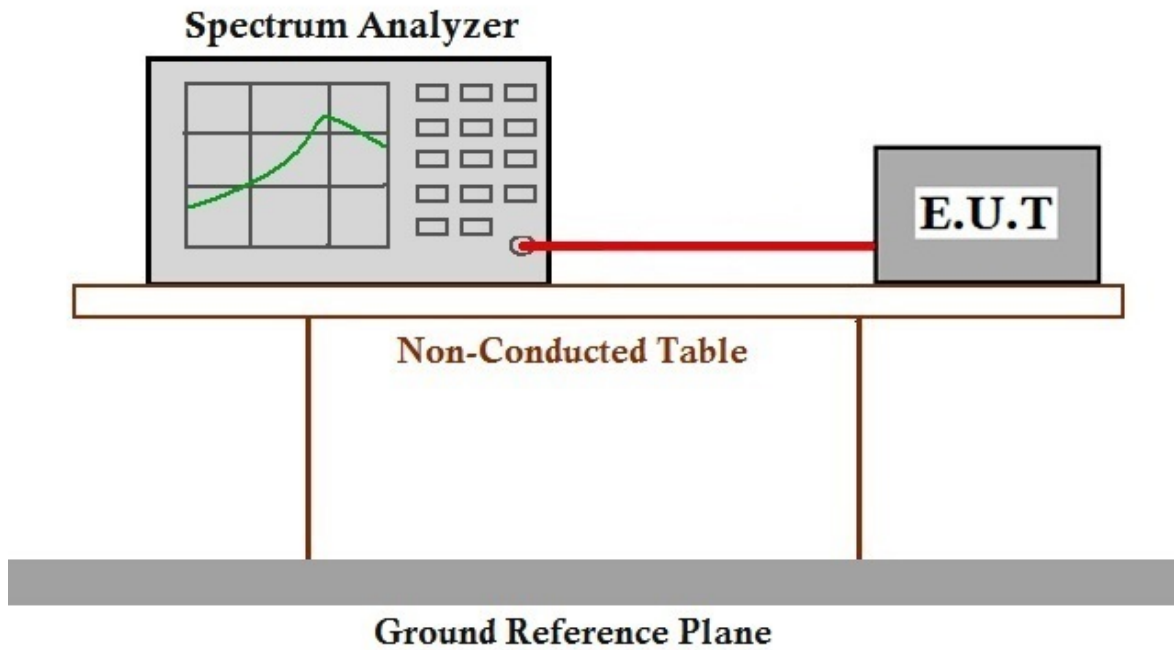 Spectrum Analyzer
E.U.T
Non-Conducted Table
Ground Reference Plane